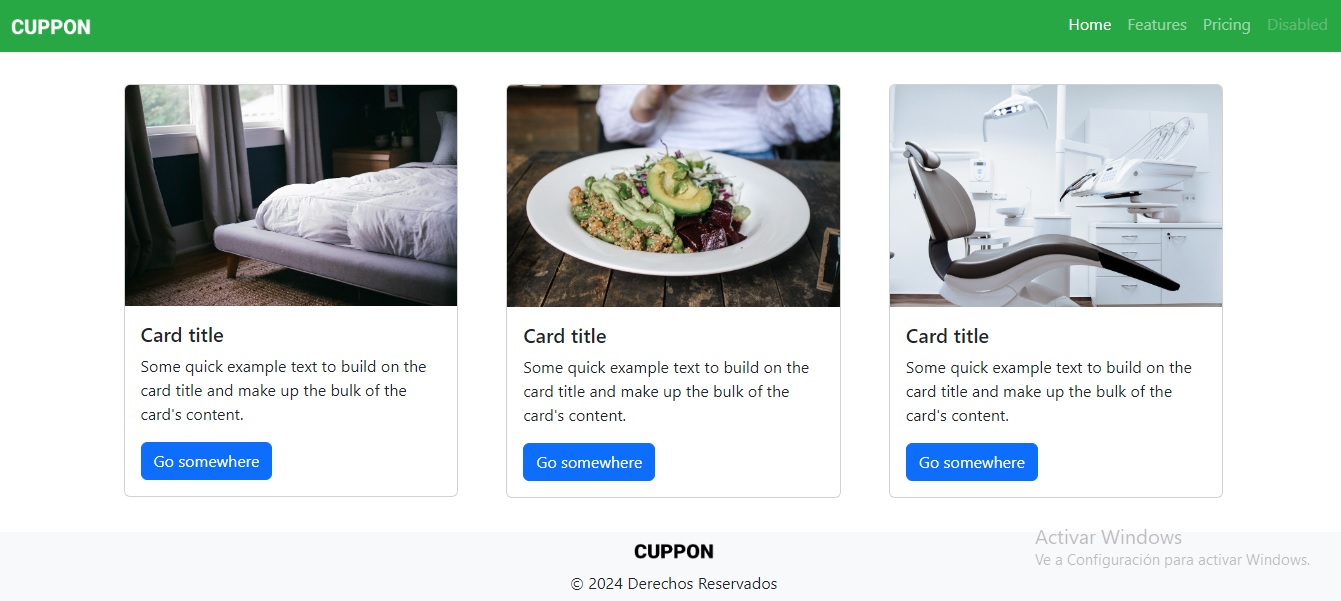 CUPPON
Home Features Pricing Disabled
Card title
Some quick example text to build on the
card title and make up the bulk of the
card's content.
Go somewhere
Card title
Some quick example text to build on the
card title and make up the bulk of the
card's content.
Go somewhere
Card title
Some quick example text to build on the
card title and make up the bulk of the
card's content.
Go somewhere
CUPPON
© 2024 Derechos Reservados
Activar Windows
Ve a Configuración para activar Windows.